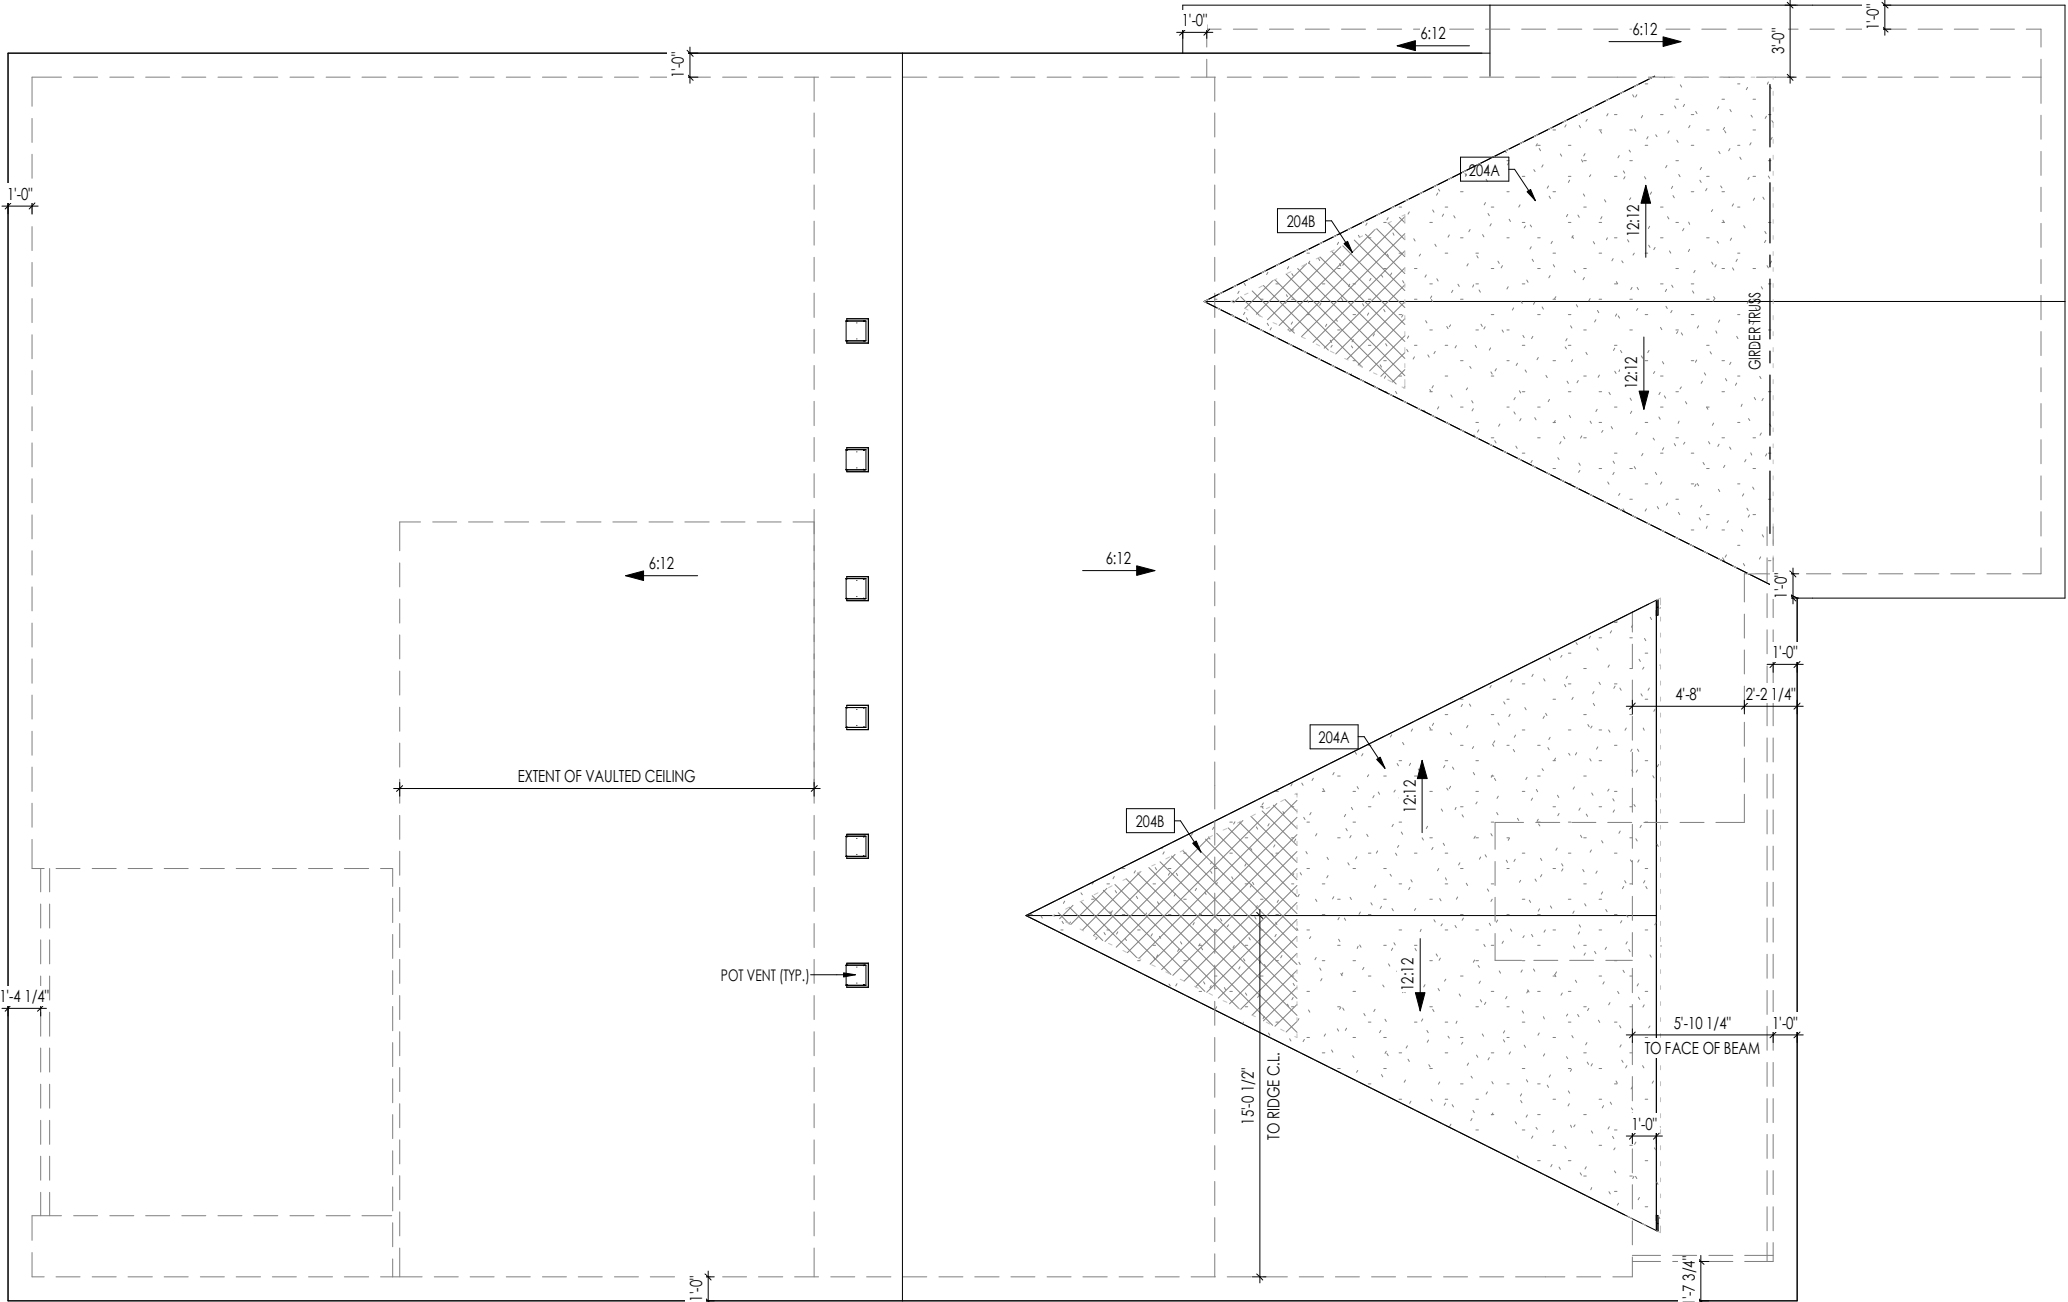 1'-0"
6:12
6:12
3'-0"
1'-0"
1'-0"
1'-0"
204A
204B
12:12
GIRDER TRUSS
12:12
6:12
6:12
1'-0"
1'-0"
4'-8"
2'-2 1/4"
204A
EXTENT OF VAULTED CEILING
12:12
204B
POT VENT (TYP.)
12:12
1'-4 1/4"
5'-10 1/4"
1'-0"
TO FACE OF BEAM
15'-0 1/2"
TO RIDGE C.L.
1'-0"
1'-0"
'-7 3/4"